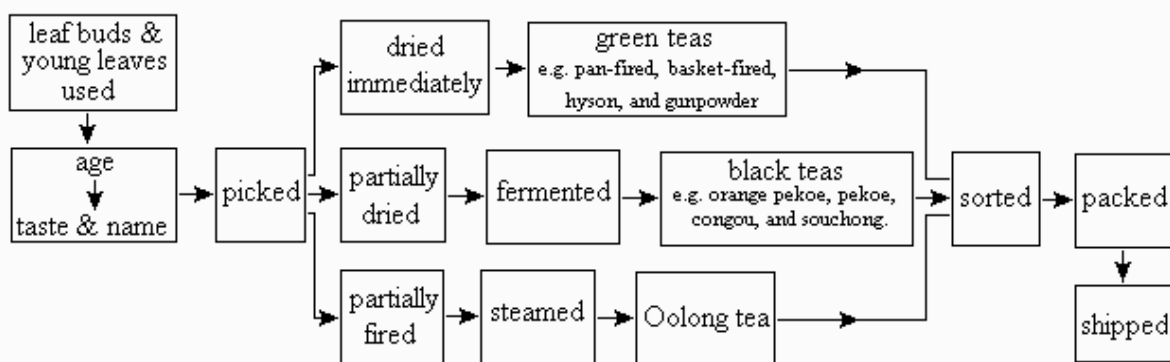 leaf buds &
young leaves
used
age
taste & name
picked
dried
immediately
green teas
e.g. pan-fired, basket-fired,
hyson, and gunpowder
partially
dried
fermented
black teas
e.g. orange pekoe, pekoe,
congou, and souchong.
partially
fired
steamed
Oolong tea
sorted
packed
shipped